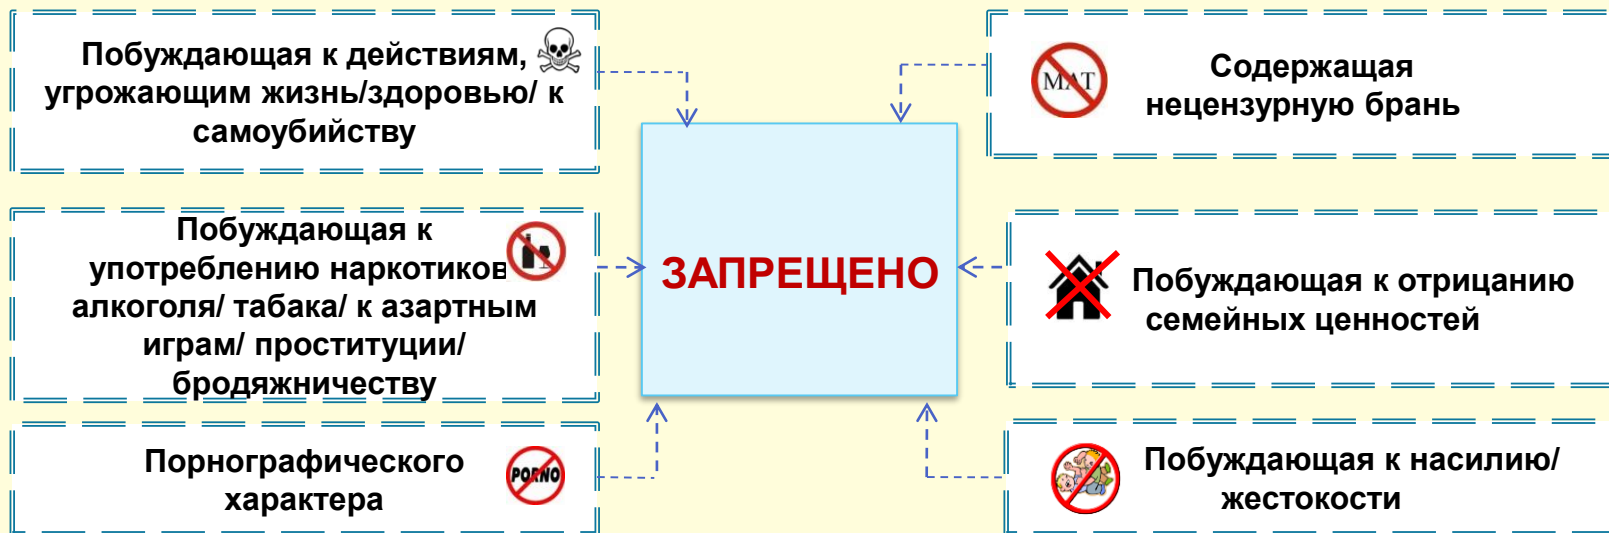 Побуждающая к действиям,
угрожающим жизнь/здоровью/ к
самоубийству
Побуждающая к
употреблению наркотиков
алкоголя/ табака/ к азартным
играм/ проституции/
бродяжничеству
Порнографического
характера
PORNO
ЗАПРЕЩЕНО
МАТ
Содержащая
нецензурную брань
Побуждающая к отрицанию
семейных ценностей
Побуждающая к насилию/
жестокости